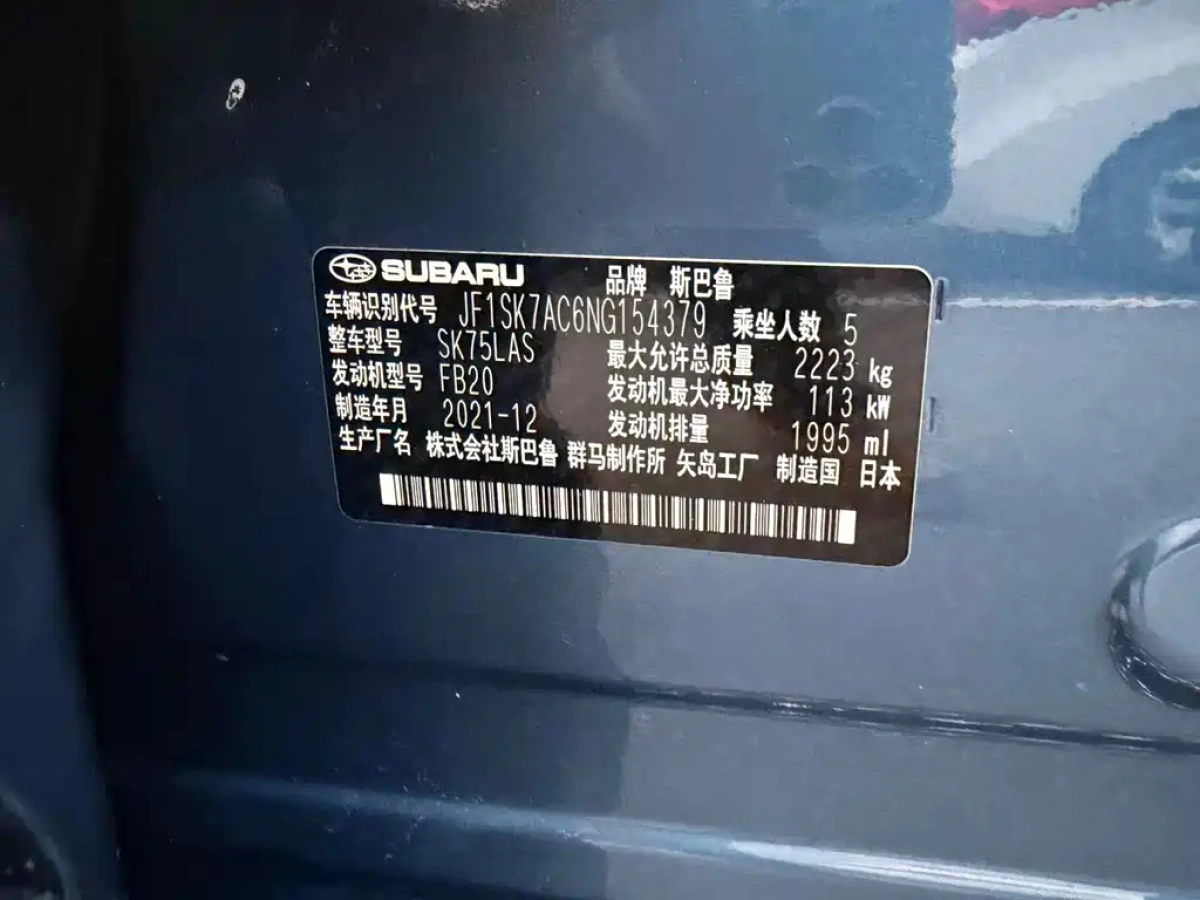 SUBARU 品牌 斯巴鲁
车辆识别代号 JF1SK7AC6NG154379 乘坐人数 5
整车型号 SK75LAS 最大允许总质量 2223 kg
发动机型号 FB20 发动机最大净功率 113 kW
制造年月 2021-12 发动机排量 1995 ml
生产厂名 株式会社斯巴鲁 群马制作所 矢岛工厂 制造国 日本